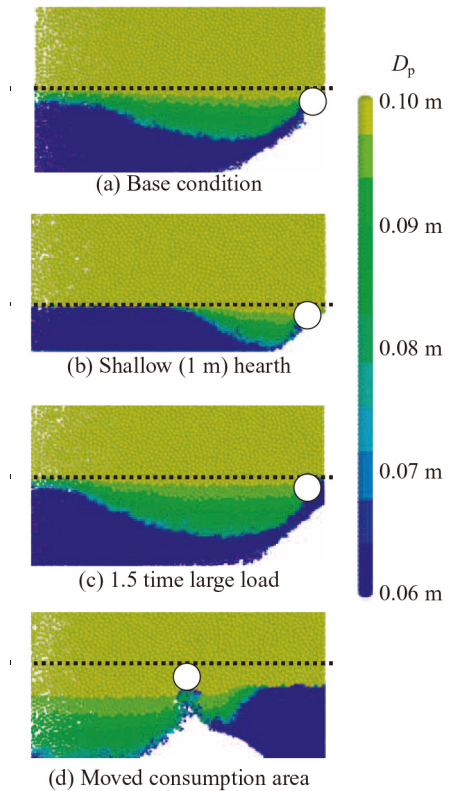 Dp
0.10 m
0.09 m
0.08 m
0.07 m
0.06 m
(a) Base condition
(b) Shallow (1 m) hearth
(c) 1.5 time large load
(d) Moved consumption area